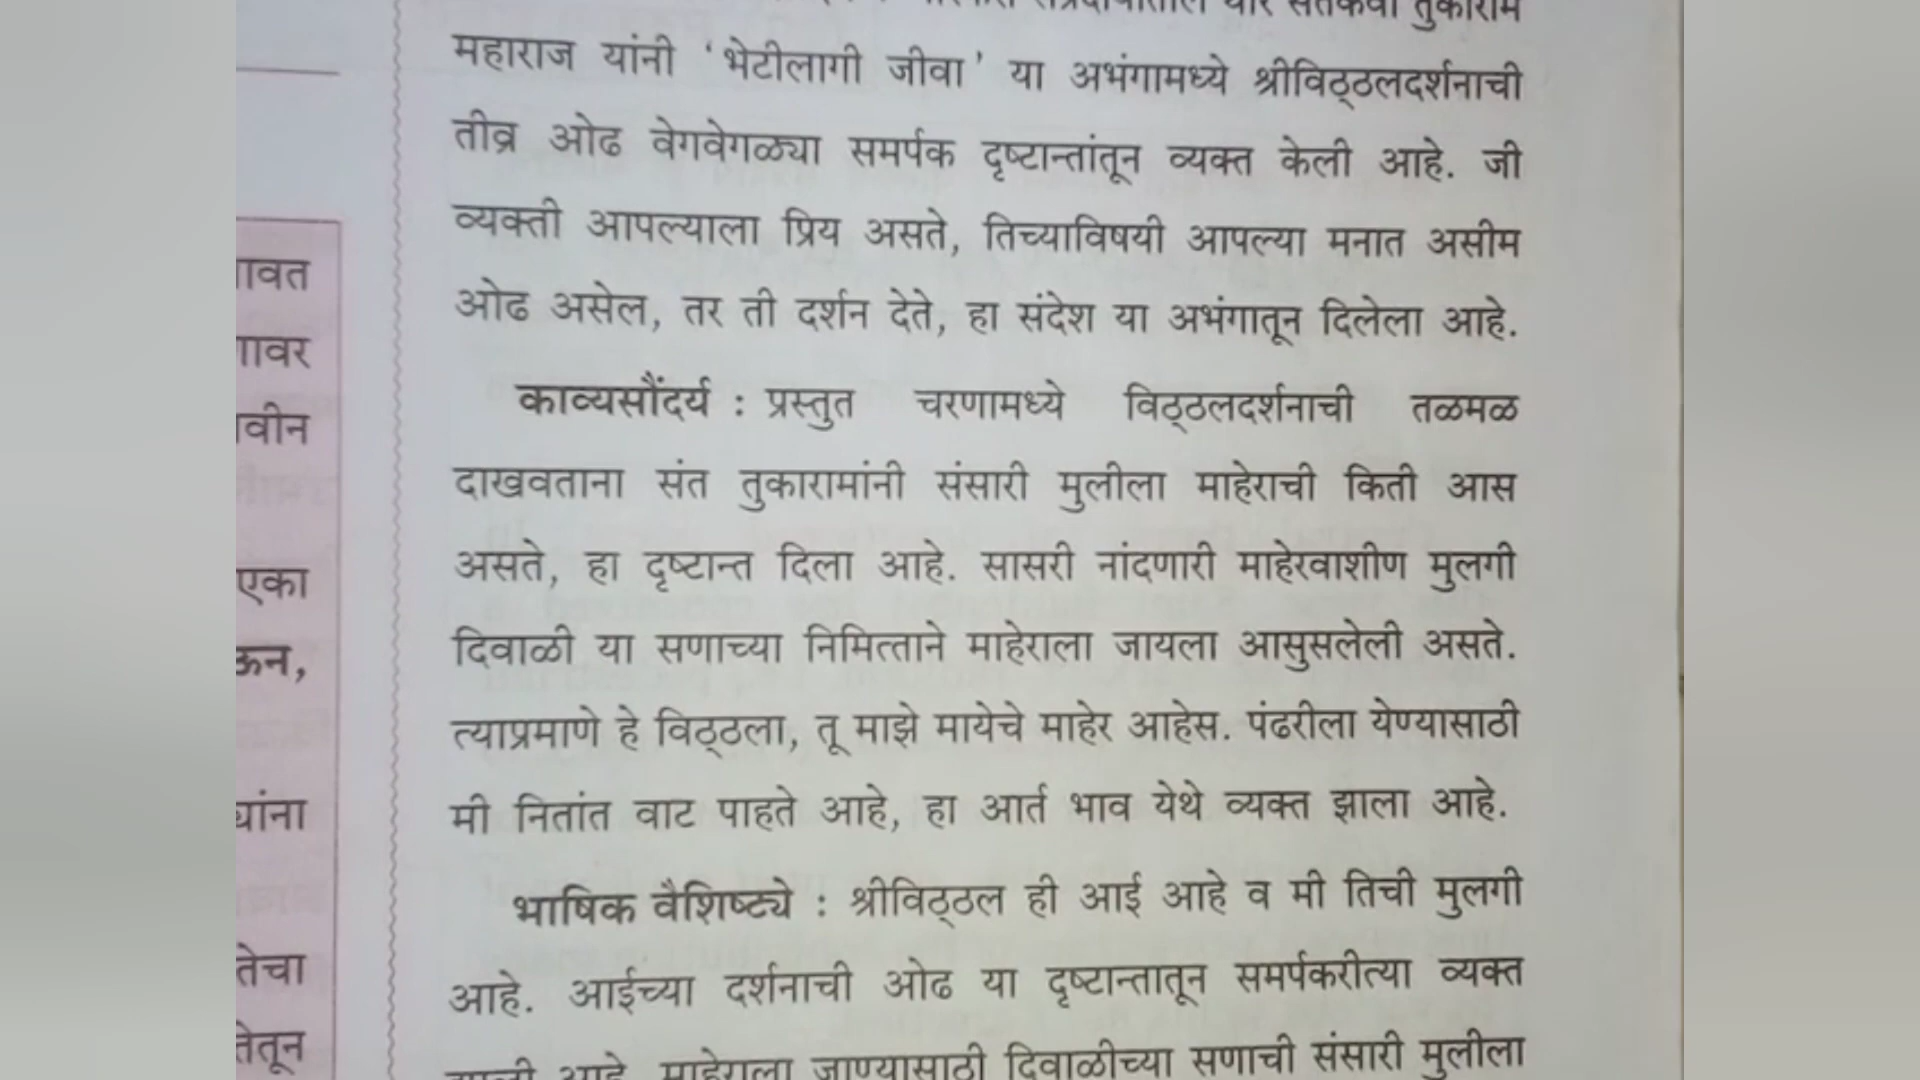 महाराज यांनी ‘भेटीलागी जीवा’ या अभंगामध्ये श्रीविठ्ठलदर्शनाची
तीव्र ओढ वेगवेगळ्या समर्पक दृष्टान्तांतून व्यक्त केली आहे. जी
व्यक्ती आपल्याला प्रिय असते, तिच्याविषयी आपल्या मनात असीम
ओढ असेल, तर ती दर्शन देते, हा संदेश या अभंगातून दिलेला आहे.
काव्यसौंदर्य : प्रस्तुत चरणामध्ये विठ्ठलदर्शनाची तळमळ
दाखवताना संत तुकारामांनी संसारी मुलीला माहेराची किती आस
असते, हा दृष्टान्त दिला आहे. सासरी नांदणारी माहेरवाशीण मुलगी
दिवाळी या सणाच्या निमित्ताने माहेराला जायला आसुसलेली असते.
त्याप्रमाणे हे विठ्ठला, तू माझे मायेचे माहेर आहेस. पंढरीला येण्यासाठी
मी नितांत वाट पाहते आहे, हा आर्त भाव येथे व्यक्त झाला आहे.
भाषिक वैशिष्ट्ये : श्रीविठ्ठल ही आई आहे व मी तिची मुलगी
आहे. आईच्या दर्शनाची ओढ या दृष्टान्तातून समर्पकरीत्या व्यक्त
आहे. माहेराला जाण्यासाठी दिवाळीच्या सणाची संसारी मुलीला
एका